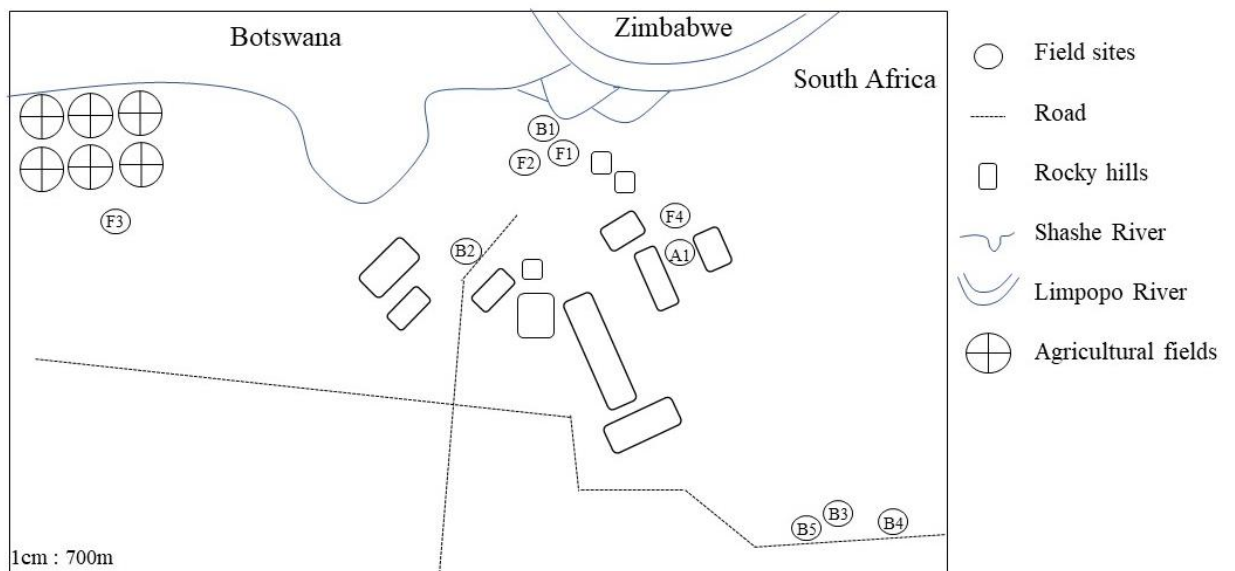 Botswana
Zimbabwe
South Africa
B1
F1
F2
F3
F4
B2
A1
B3
B5
B4
1cm : 700m
Field sites
Road
Rocky hills
Shashe River
Limpopo River
Agricultural fields